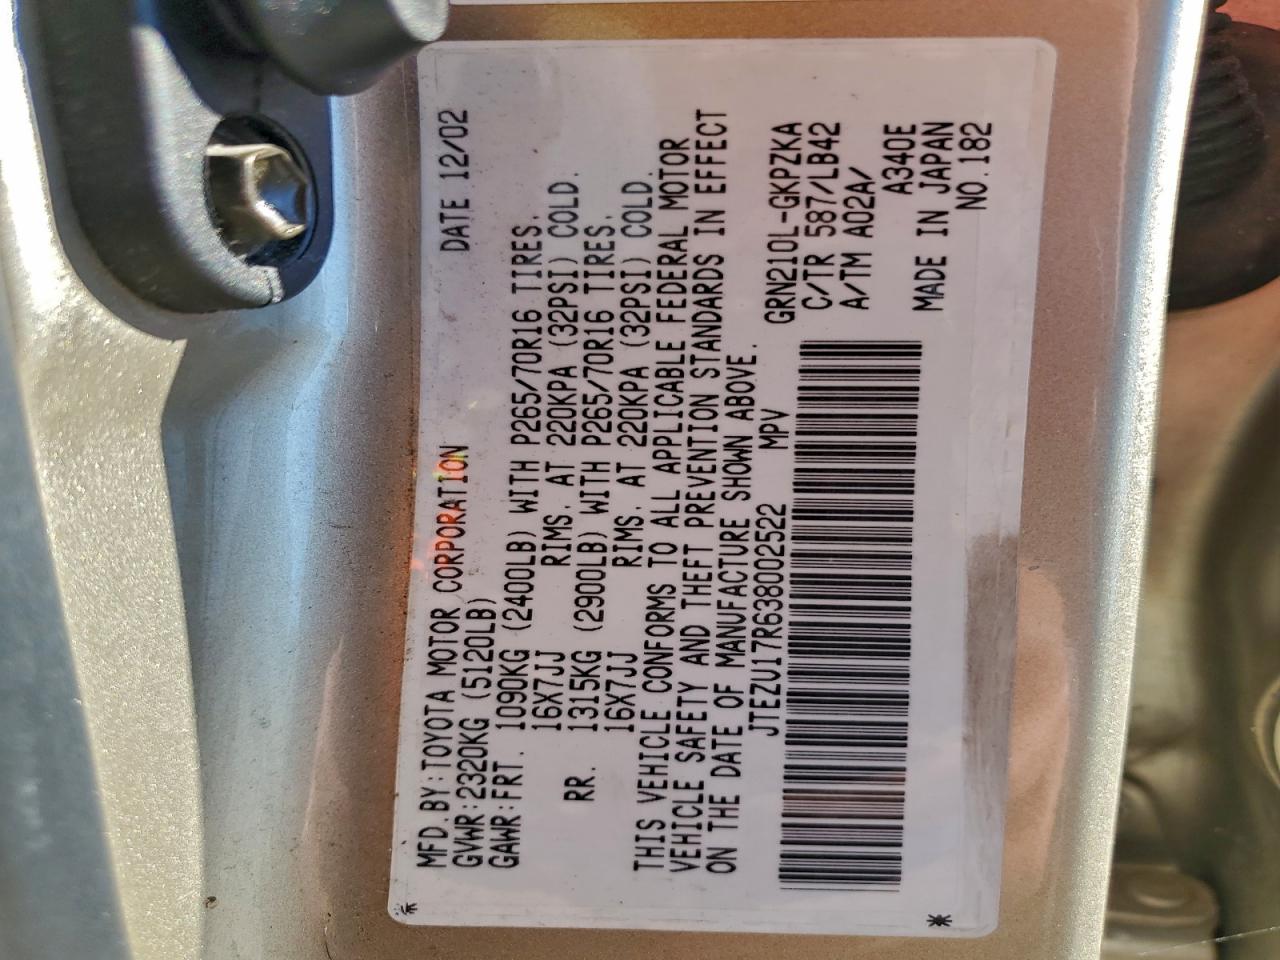 MFD.BY:TOYOTA MOTOR CORPORATION DATE 12/02
GVWR:2320KG (5120LB)
GAWR:FRT. 1090KG (2400LB) WITH P265/70R16 TIRES.
16X7JJ RIMS, AT 220KPA (32PSI) COLD.
RR. 1315KG (2900LB) WITH P265/70R16 TIRES.
16X7JJ RIMS, AT 220KPA (32PSI) COLD.
THIS VEHICLE CONFORMS TO ALL APPLICABLE FEDERAL MOTOR
VEHICLE SAFETY AND THEFT PREVENTION STANDARDS IN EFFECT
ON THE DATE OF MANUFACTURE SHOWN ABOVE.
JTEZU17R638002522 MPV
GRN210L-GKPZKA
C/TR 587/LB42
A/TM A02A/
A340E
MADE IN JAPAN
NO.182